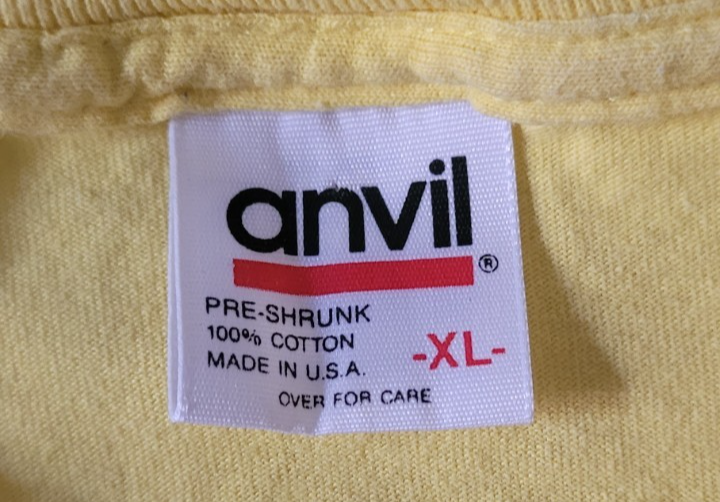 anvil®
PRE-SHRUNK
100% COTTON
MADE IN U.S.A.
-XL-
OVER FOR CARE